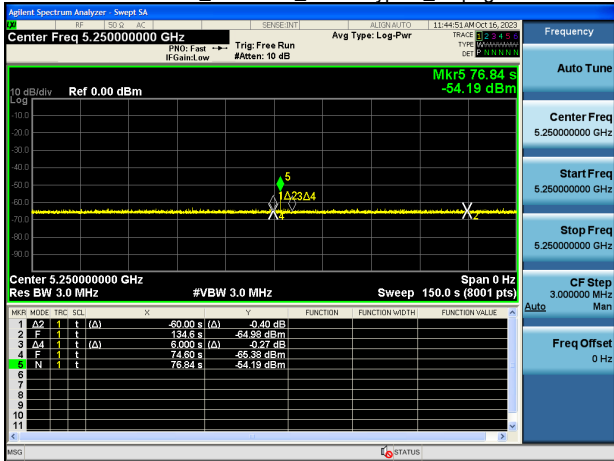 Agilent Spectrum Analyzer - Swept SA
RF 50 Ω AC SENSE:INT ALIGN AUTO 11:44:51 AM Oct 16, 2023
Center Freq 5.250000000 GHz
PNO: Fast
IFGain:Low
Trig: Free Run
#Atten: 10 dB
Avg Type: Log-Pwr
TRACE 1 2 3 4 5 6
TYPE
DET P N N N N N
Mkr5 76.84 s
-54.19 dBm
10 dB/div Ref 0.00 dBm
Log
-10.0
-20.0
-30.0
-40.0
-50.0
-60.0
-70.0
-80.0
-90.0
5
1Δ2 3Δ4
4
2
Center 5.250000000 GHz Span 0 Hz
Res BW 3.0 MHz #VBW 3.0 MHz Sweep 150.0 s (8001 pts)
MKR MODE TRC SCL X Y FUNCTION FUNCTION WIDTH FUNCTION VALUE
1 Δ2 1 t (Δ) -60.00 s (Δ) -0.40 dB
2 F 1 t 134.6 s -64.98 dBm
3 Δ4 1 t (Δ) 6.000 s (Δ) -0.27 dB
4 F 1 t 74.60 s -65.38 dBm
5 N 1 t 76.84 s -54.19 dBm
6
7
8
9
10
11
MSG STATUS
Frequency
Auto Tune
Center Freq
5.250000000 GHz
Start Freq
5.250000000 GHz
Stop Freq
5.250000000 GHz
CF Step
3.000000 MHz
Auto Man
Freq Offset
0 Hz